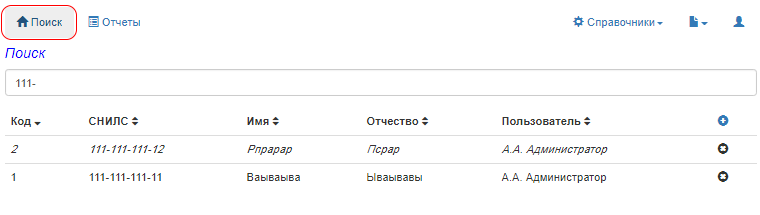 Поиск Отчеты Справочники
Поиск
111-
Код СНИЛС Имя Отчество Пользователь
2 111-111-111-12 Рпрарар Псрар А.А. Администратор
1 111-111-111-11 Ваываыва Ываывавы А.А. Администратор